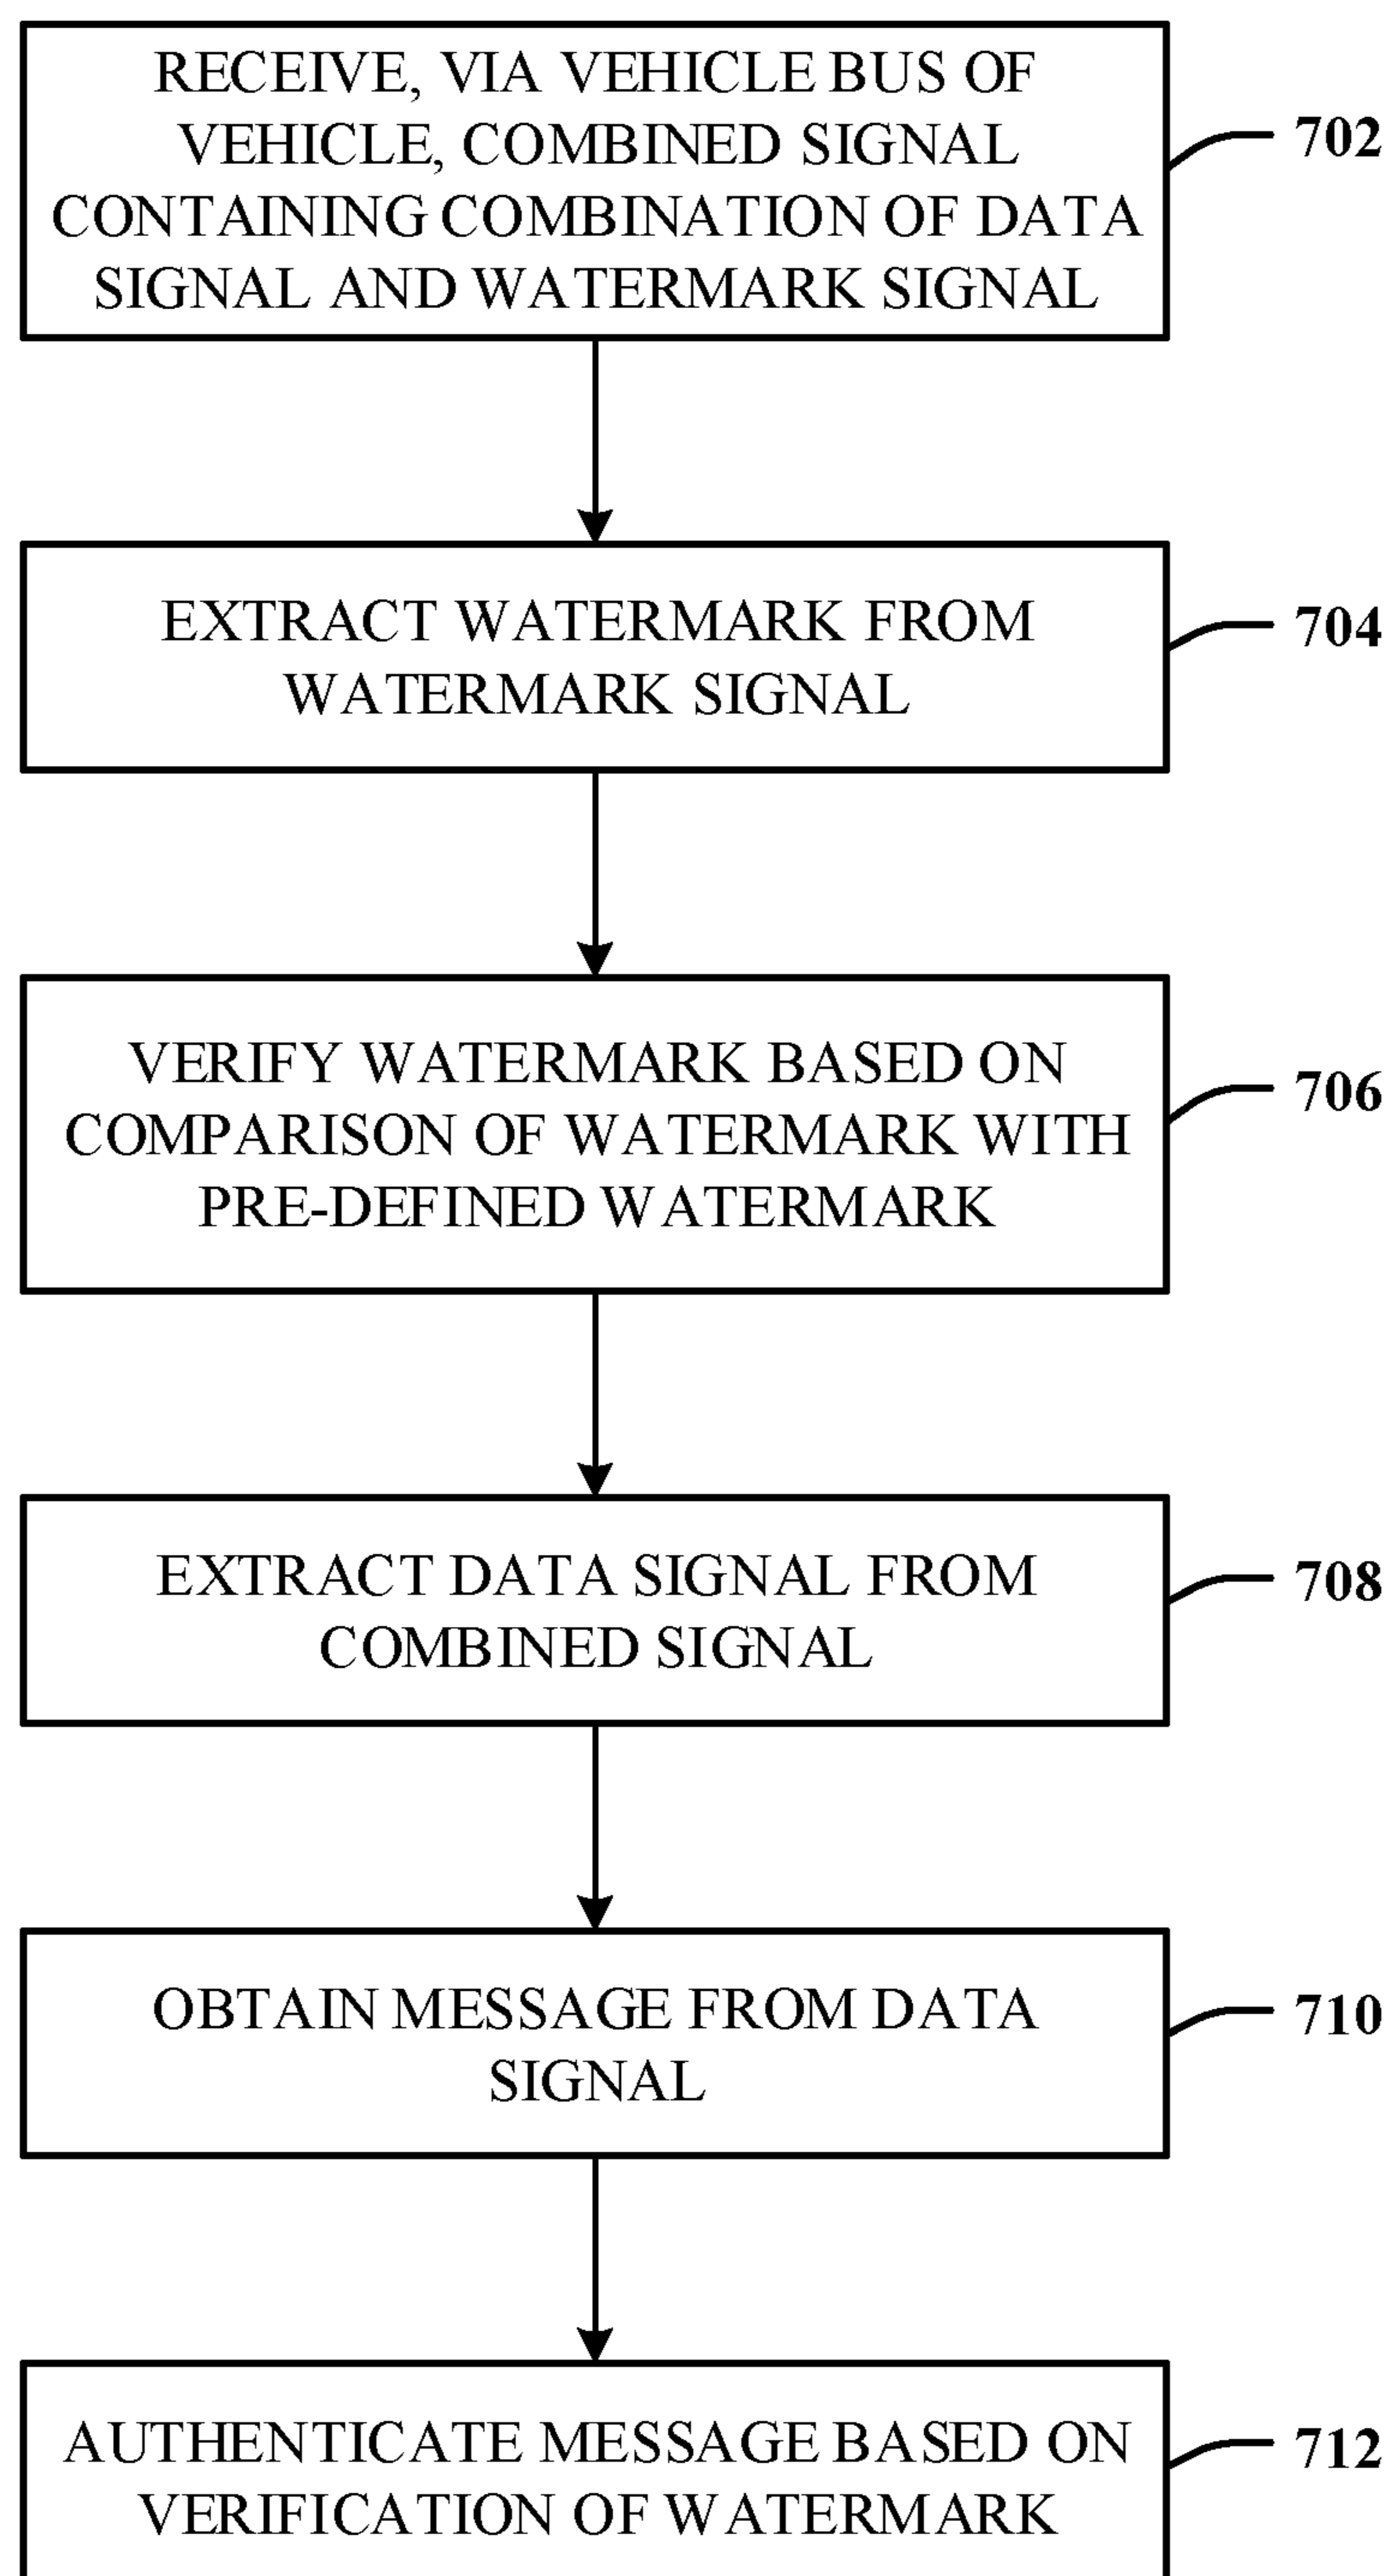 RECEIVE, VIA VEHICLE BUS OF
VEHICLE, COMBINED SIGNAL
CONTAINING COMBINATION OF DATA
SIGNAL AND WATERMARK SIGNAL
702
EXTRACT WATERMARK FROM
WATERMARK SIGNAL
704
VERIFY WATERMARK BASED ON
COMPARISON OF WATERMARK WITH
PRE-DEFINED WATERMARK
706
EXTRACT DATA SIGNAL FROM
COMBINED SIGNAL
708
OBTAIN MESSAGE FROM DATA
SIGNAL
710
AUTHENTICATE MESSAGE BASED ON
VERIFICATION OF WATERMARK
712